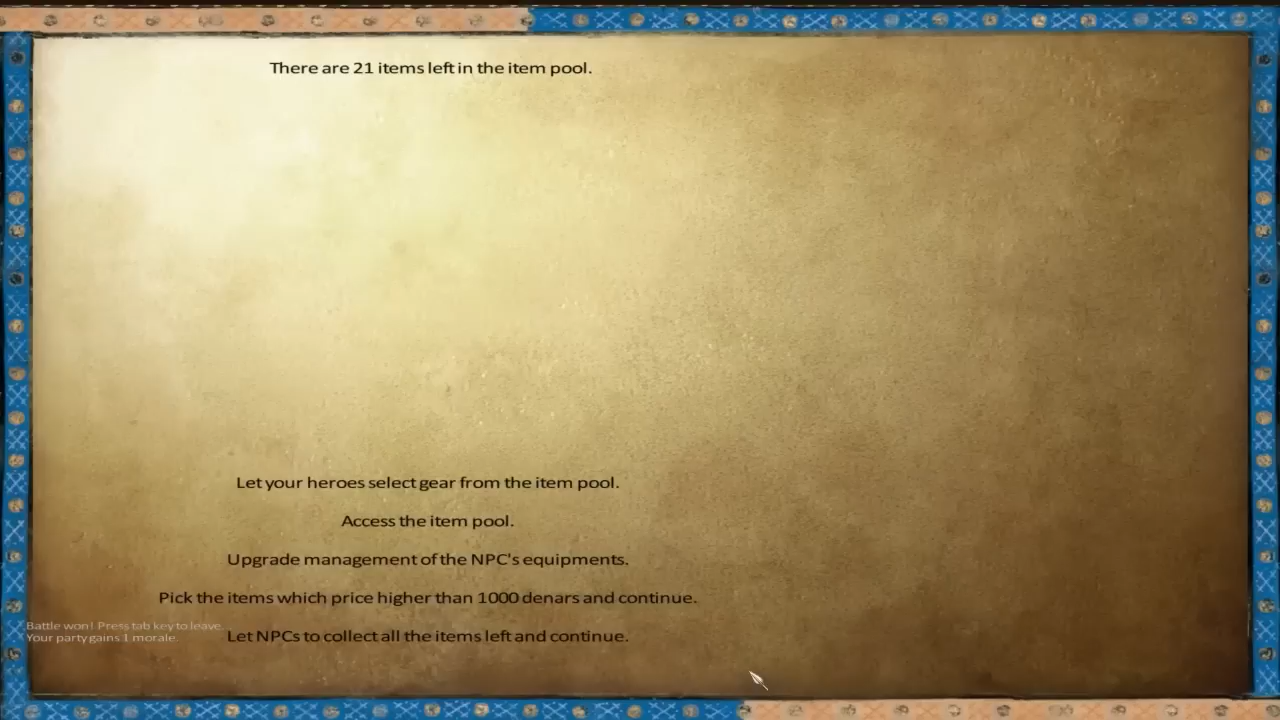 There are 21 items left in the item pool.
Let your heroes select gear from the item pool.
Access the item pool.
Upgrade management of the NPC's equipments.
Pick the items which price higher than 1000 denars and continue.
Battle won! Press tab key to leave.
Your party gains 1 morale.
Let NPCs to collect all the items left and continue.